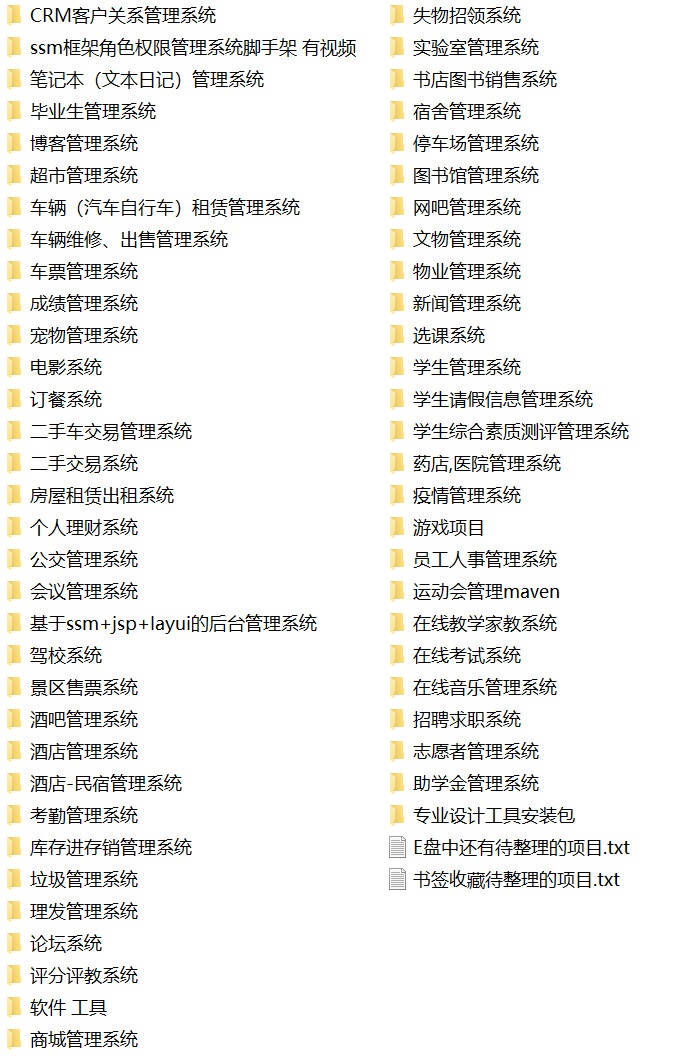 CRM客户关系管理系统
ssm框架角色权限管理系统脚手架 有视频
笔记本（文本日记）管理系统
毕业生管理系统
博客管理系统
超市管理系统
车辆（汽车自行车）租赁管理系统
车辆维修、出售管理系统
车票管理系统
成绩管理系统
宠物管理系统
电影系统
订餐系统
二手车交易管理系统
二手交易系统
房屋租赁出租系统
个人理财系统
公交管理系统
会议管理系统
基于ssm+jsp+layui的后台管理系统
驾校系统
景区售票系统
酒吧管理系统
酒店管理系统
酒店-民宿管理系统
考勤管理系统
库存进存销管理系统
垃圾管理系统
理发管理系统
论坛系统
评分评教系统
软件 工具
商城管理系统
失物招领系统
实验室管理系统
书店图书销售系统
宿舍管理系统
停车场管理系统
图书馆管理系统
网吧管理系统
文物管理系统
物业管理系统
新闻管理系统
选课系统
学生管理系统
学生请假信息管理系统
学生综合素质测评管理系统
药店,医院管理系统
疫情管理系统
游戏项目
员工人事管理系统
运动会管理maven
在线教学家教系统
在线考试系统
在线音乐管理系统
招聘求职系统
志愿者管理系统
助学金管理系统
专业设计工具安装包
E盘中还有待整理的项目.txt
书签收藏待整理的项目.txt